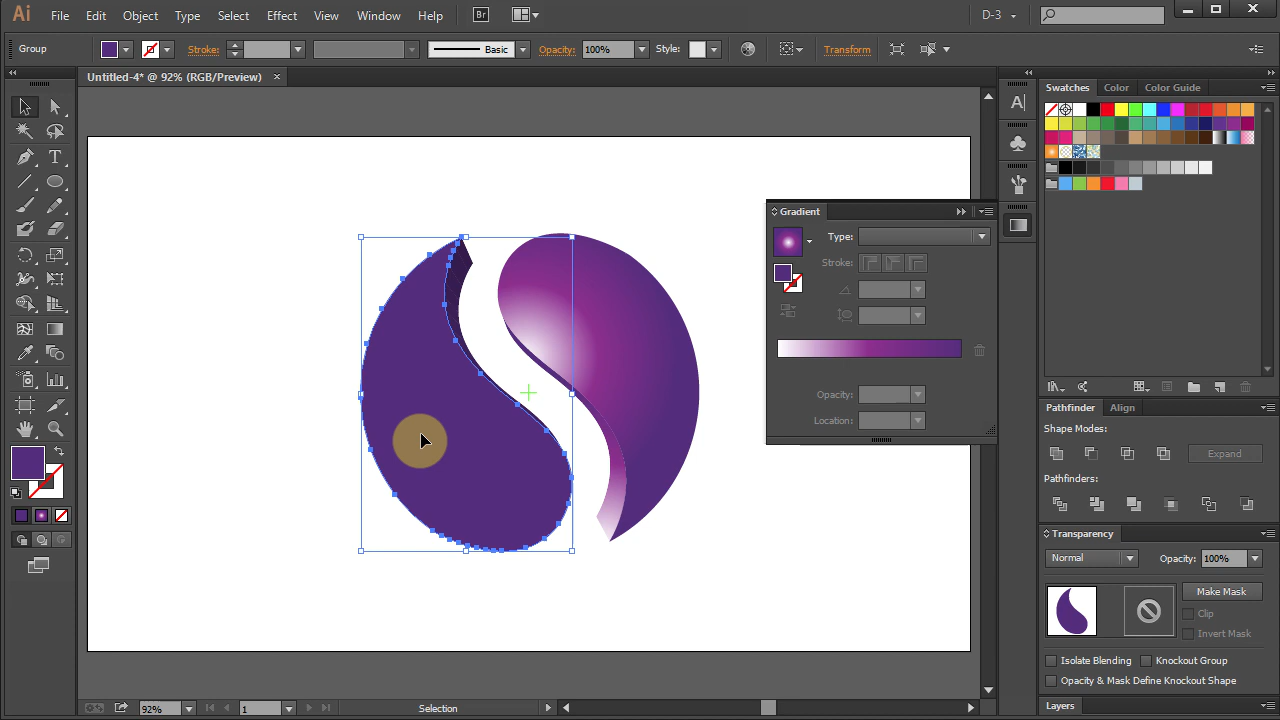 Ai File Edit Object Type Select Effect View Window Help Br D-3
Group Stroke: Basic Opacity: 100% Style: Transform
Untitled-4* @ 92% (RGB/Preview) ×
Swatches Color Color Guide
Gradient
Type:
Stroke:
Opacity:
Location:
Pathfinder Align
Shape Modes:
Expand
Pathfinders:
Transparency
Normal Opacity: 100%
Make Mask
Clip
Invert Mask
Isolate Blending Knockout Group
Opacity & Mask Define Knockout Shape
Layers
92% 1 Selection